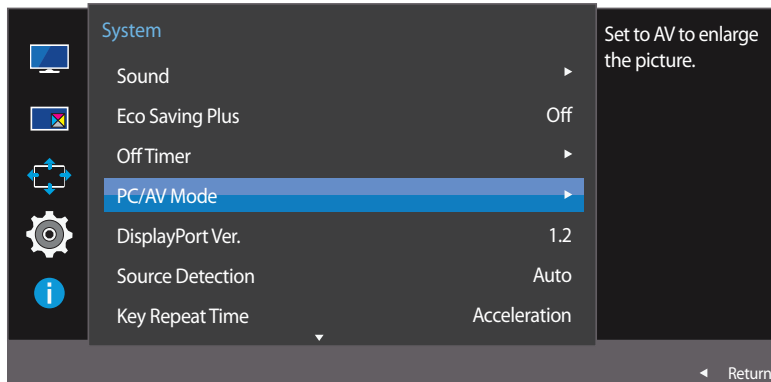 System
Sound
Eco Saving Plus Off
Off Timer
PC/AV Mode
DisplayPort Ver. 1.2
Source Detection Auto
Key Repeat Time Acceleration
Set to AV to enlarge
the picture.
Return